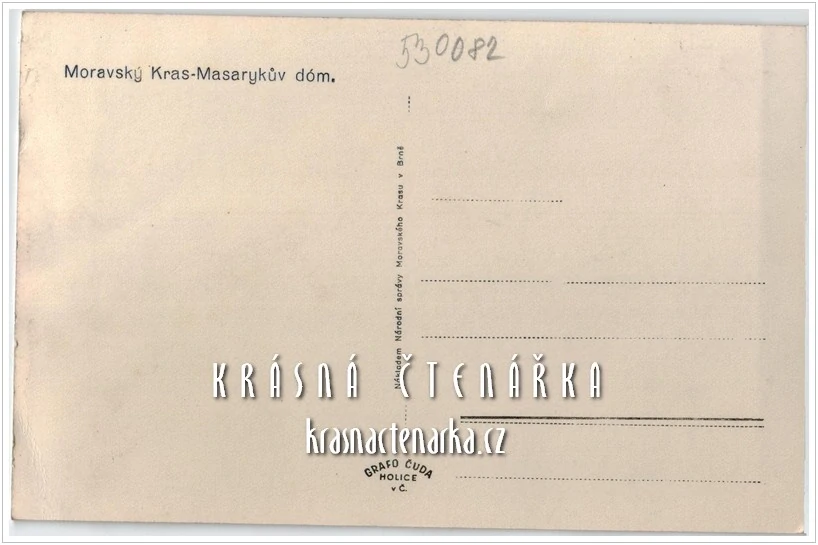 530082
Moravský Kras-Masarykův dóm.
Nákladem Národní správy Moravského Krasu v Brně
KRÁSNÁ ČTENÁŘKA
krasnactenarka.cz
GRAFO ČUDA
HOLICE
v Č.